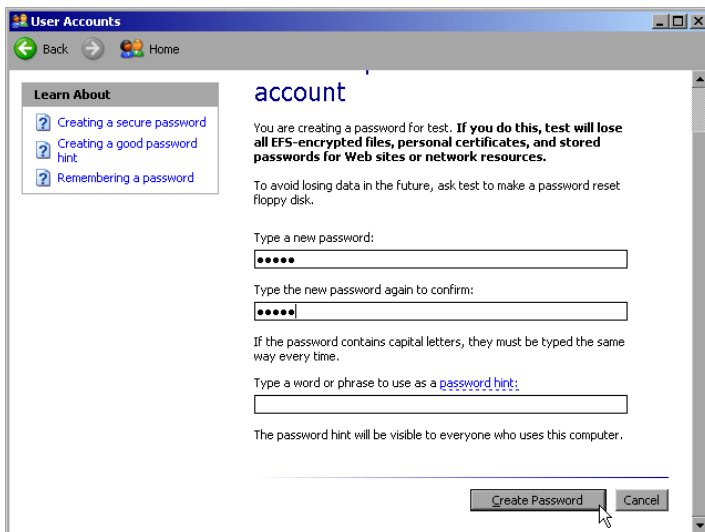 User Accounts
Back
Home
Learn About
Creating a secure password
Creating a good password
hint
Remembering a password
account
You are creating a password for test. If you do this, test will lose
all EFS-encrypted files, personal certificates, and stored
passwords for Web sites or network resources.
To avoid losing data in the future, ask test to make a password reset
floppy disk.
Type a new password:
●●●●●
Type the new password again to confirm:
●●●●●
If the password contains capital letters, they must be typed the same
way every time.
Type a word or phrase to use as a password hint:
The password hint will be visible to everyone who uses this computer.
Create Password
Cancel